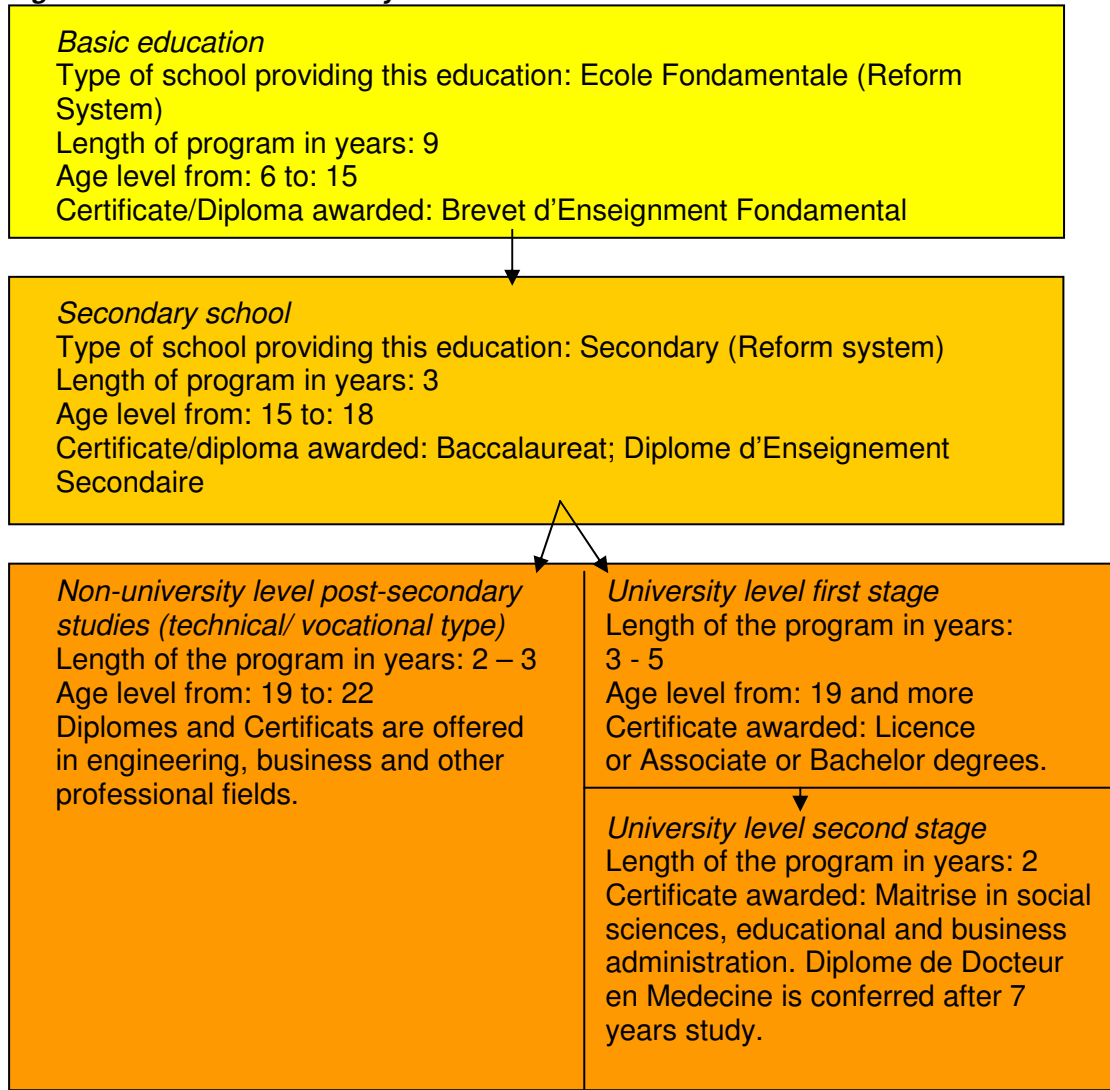 Basic education
Type of school providing this education: Ecole Fondamentale (Reform
System)
Length of program in years: 9
Age level from: 6 to: 15
Certificate/Diploma awarded: Brevet d’Enseignment Fondamental
Secondary school
Type of school providing this education: Secondary (Reform system)
Length of program in years: 3
Age level from: 15 to: 18
Certificate/diploma awarded: Baccalaureat; Diplome d’Enseignement
Secondaire
Non-university level post-secondary
studies (technical/ vocational type)
Length of the program in years: 2 – 3
Age level from: 19 to: 22
Diplomes and Certificats are offered
in engineering, business and other
professional fields.
University level first stage
Length of the program in years:
3 - 5
Age level from: 19 and more
Certificate awarded: Licence
or Associate or Bachelor degrees.
University level second stage
Length of the program in years: 2
Certificate awarded: Maitrise in social
sciences, educational and business
administration. Diplome de Docteur
en Medecine is conferred after 7
years study.